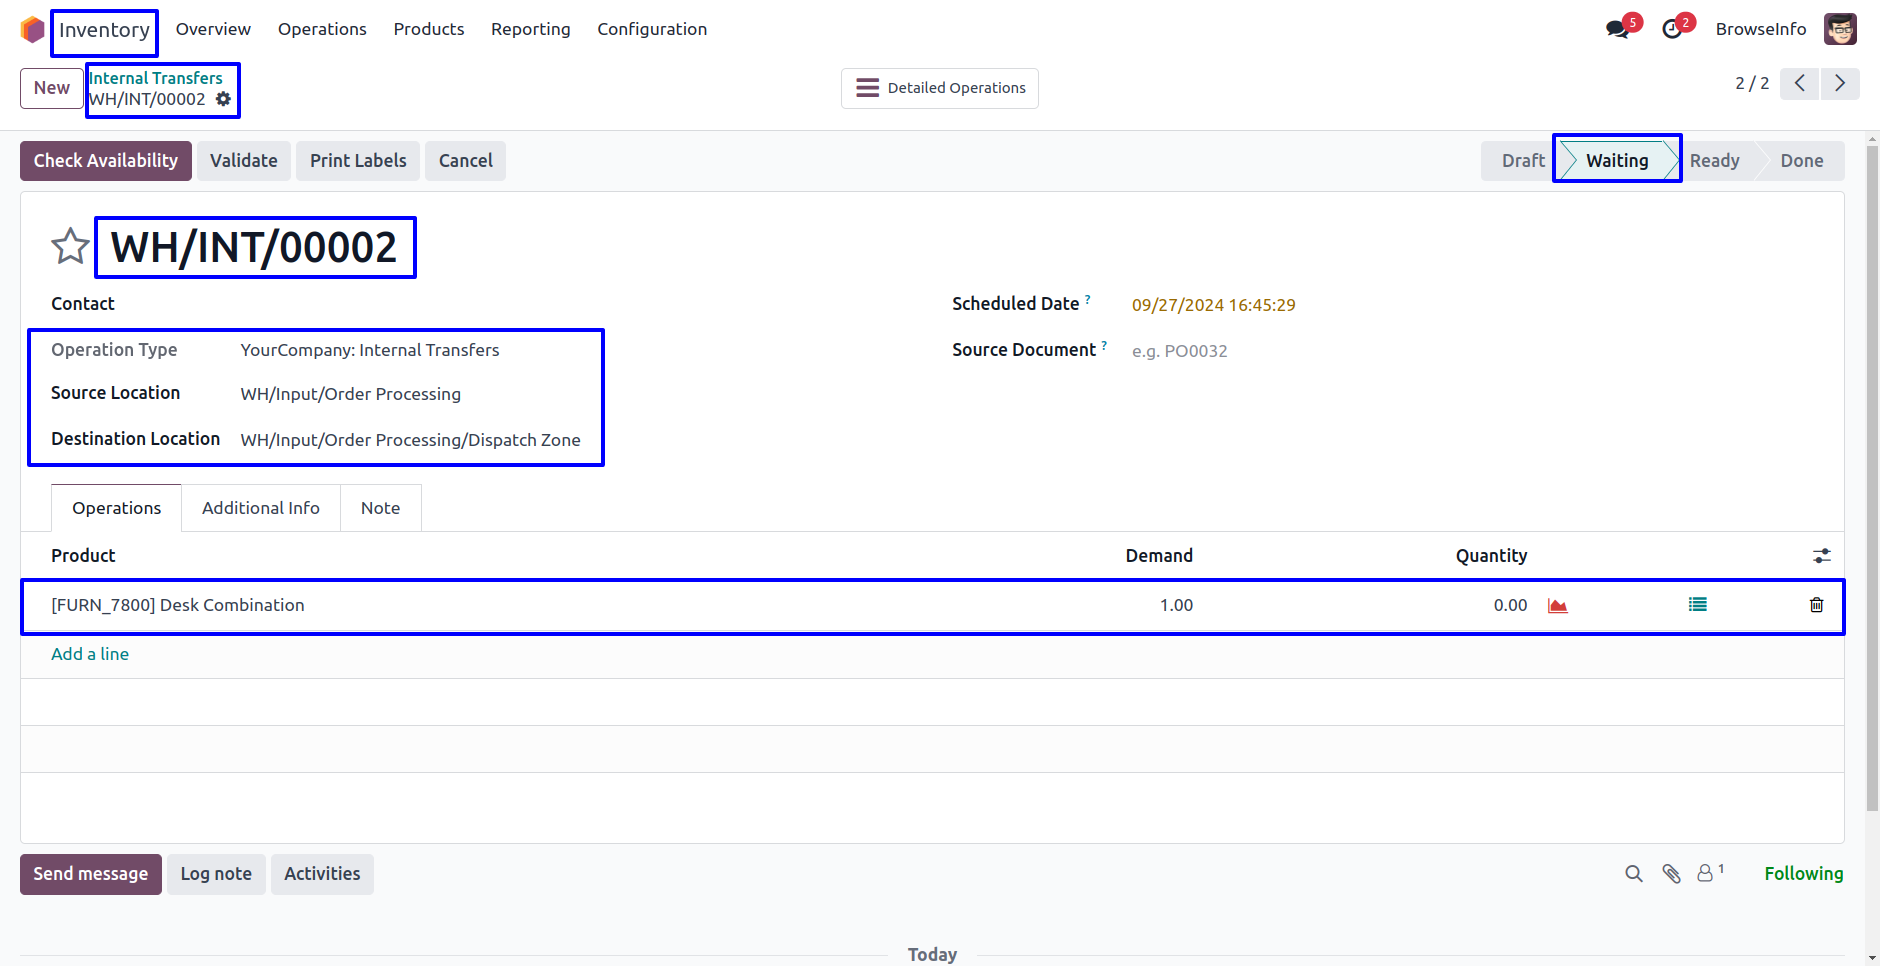 Inventory Overview Operations Products Reporting Configuration 5 2 BrowseInfo
New Internal Transfers
WH/INT/00002
Detailed Operations
2 / 2
Check Availability Validate Print Labels Cancel Draft Waiting Ready Done
WH/INT/00002
Contact
Scheduled Date ? 09/27/2024 16:45:29
Operation Type YourCompany: Internal Transfers
Source Document ? e.g. PO0032
Source Location WH/Input/Order Processing
Destination Location WH/Input/Order Processing/Dispatch Zone
Operations Additional Info Note
Product Demand Quantity
[FURN_7800] Desk Combination 1.00 0.00
Add a line
Send message Log note Activities 1 Following
Today